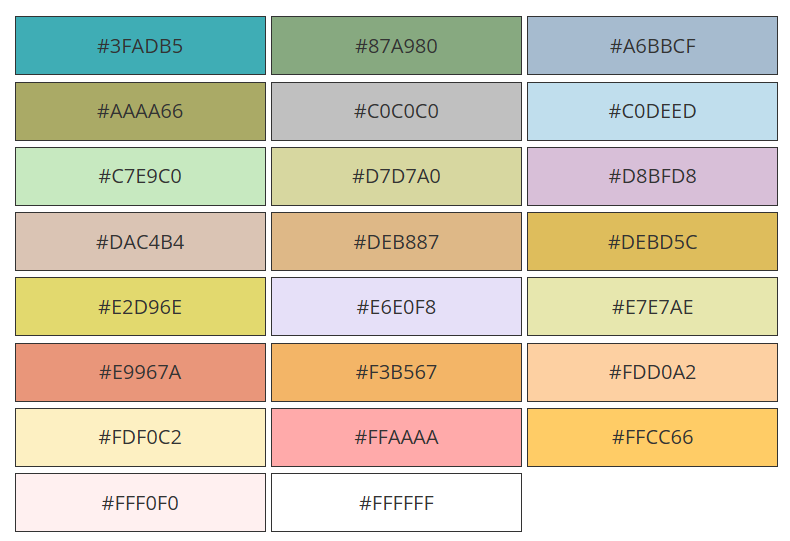 #3FADB5 #87A980 #A6BBCF
#AAAA66 #C0C0C0 #C0DEED
#C7E9C0 #D7D7A0 #D8BFD8
#DAC4B4 #DEB887 #DEBD5C
#E2D96E #E6E0F8 #E7E7AE
#E9967A #F3B567 #FDD0A2
#FDF0C2 #FFAAAA #FFCC66
#FFF0F0 #FFFFFF